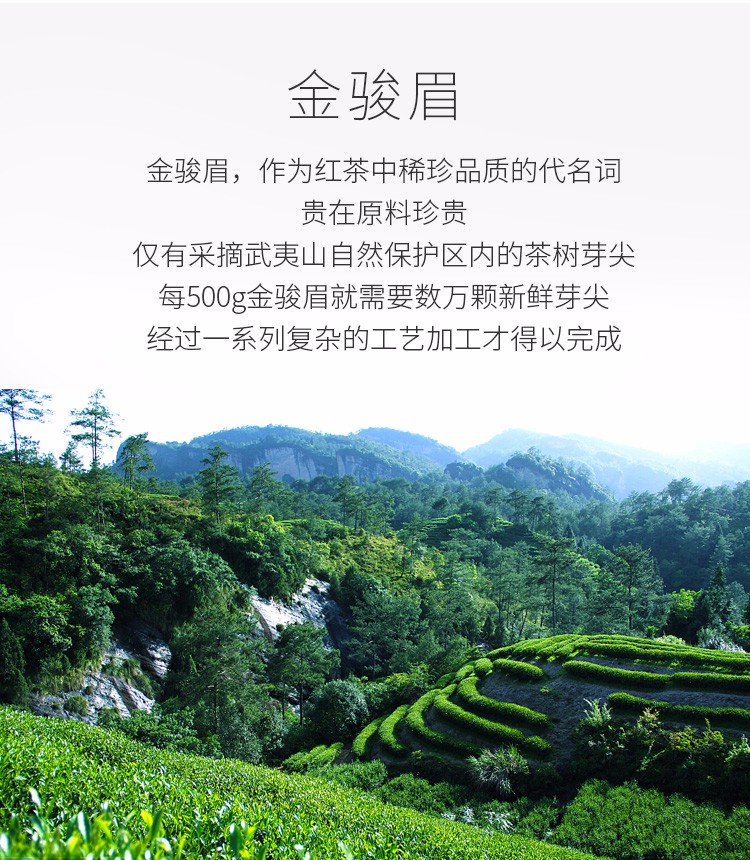 金骏眉
金骏眉，作为红茶中稀珍品质的代名词
贵在原料珍贵
仅有采摘武夷山自然保护区内的茶树芽尖
每500g金骏眉就需要数万颗新鲜芽尖
经过一系列复杂的工艺加工才得以完成